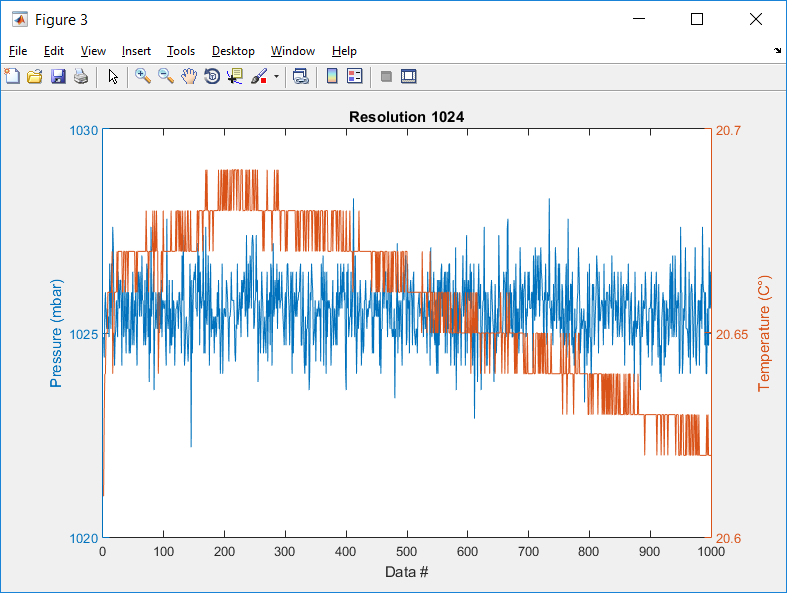 Figure 3
File Edit View Insert Tools Desktop Window Help
Resolution 1024
1030
1025
1020
Pressure (mbar)
20.7
20.65
20.6
Temperature (C°)
0 100 200 300 400 500 600 700 800 900 1000
Data #